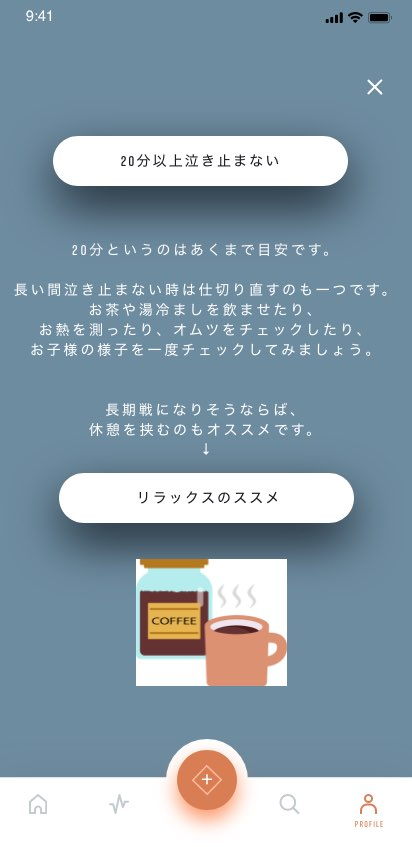 9:41
20分以上泣き止まない
20分というのはあくまで目安です。
長い間泣き止まない時は仕切り直すのも一つです。
お茶や湯冷ましを飲ませたり、
お熱を測ったり、オムツをチェックしたり、
お子様の様子を一度チェックしてみましょう。
長期戦になりそうならば、
休憩を挟むのもオススメです。
↓
リラックスのススメ
COFFEE
PROFILE